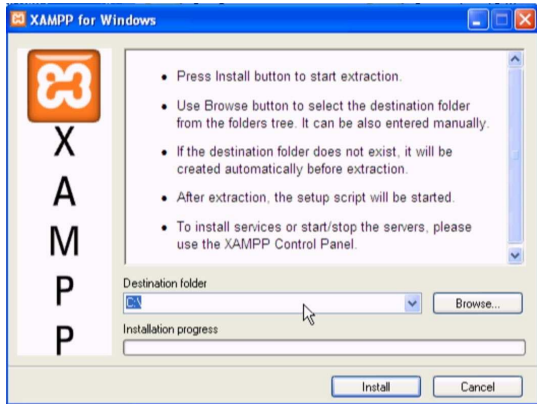 XAMPP for Windows
X
A
M
P
P
• Press Install button to start extraction.
• Use Browse button to select the destination folder
from the folders tree. It can be also entered manually.
• If the destination folder does not exist, it will be
created automatically before extraction.
• After extraction, the setup script will be started.
• To install services or start/stop the servers, please
use the XAMPP Control Panel.
Destination folder
C:\
Browse...
Installation progress
Install
Cancel